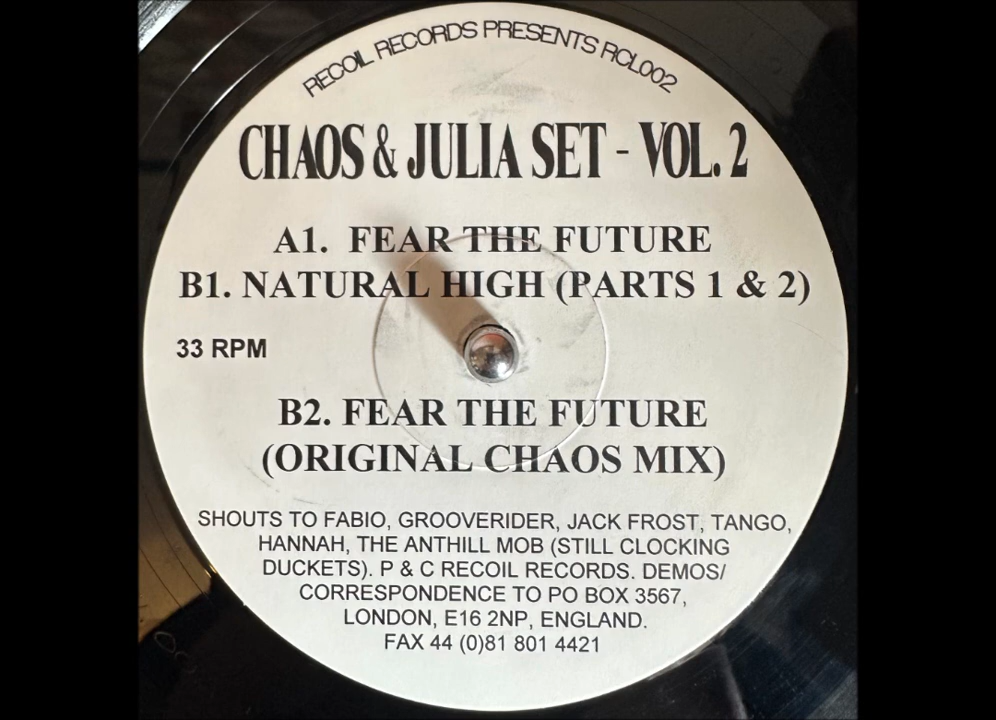 RECOIL RECORDS PRESENTS RCL002
CHAOS & JULIA SET - VOL. 2
A1. FEAR THE FUTURE
B1. NATURAL HIGH (PARTS 1 & 2)
33 RPM
B2. FEAR THE FUTURE
(ORIGINAL CHAOS MIX)
SHOUTS TO FABIO, GROOVERIDER, JACK FROST, TANGO,
HANNAH, THE ANTHILL MOB (STILL CLOCKING
DUCKETS). P & C RECOIL RECORDS. DEMOS/
CORRESPONDENCE TO PO BOX 3567,
LONDON, E16 2NP, ENGLAND.
FAX 44 (0)81 801 4421